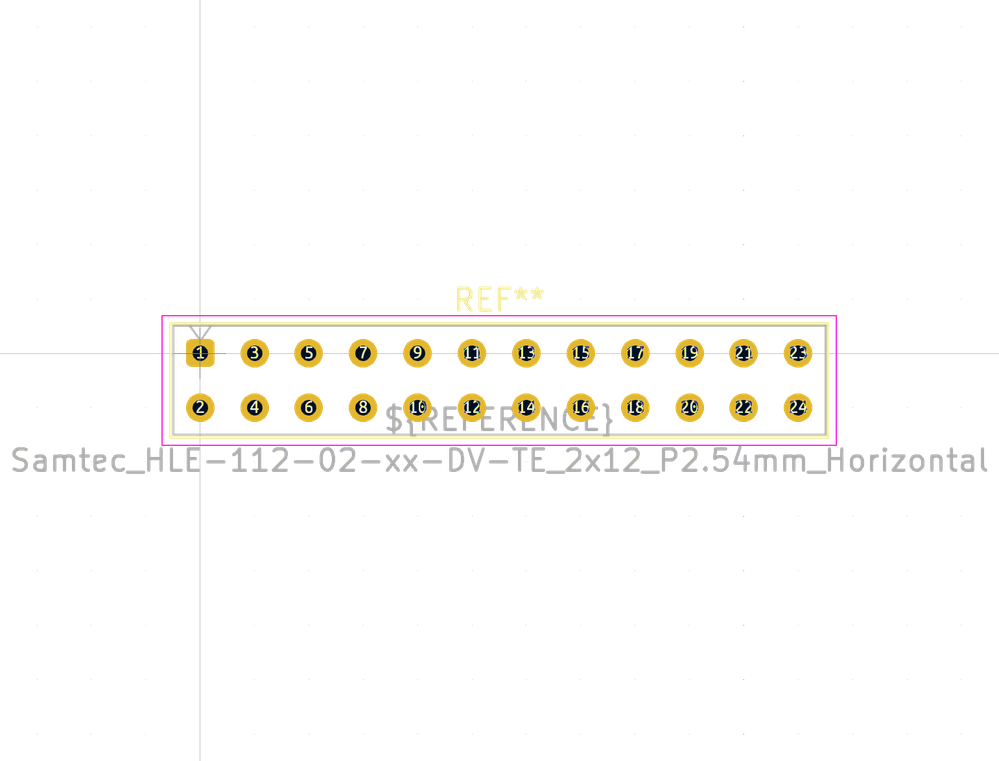 REF**
1 3 5 7 9 11 13 15 17 19 21 23
2 4 6 8 10 12 14 16 18 20 22 24
${REFERENCE}
Samtec_HLE-112-02-xx-DV-TE_2x12_P2.54mm_Horizontal